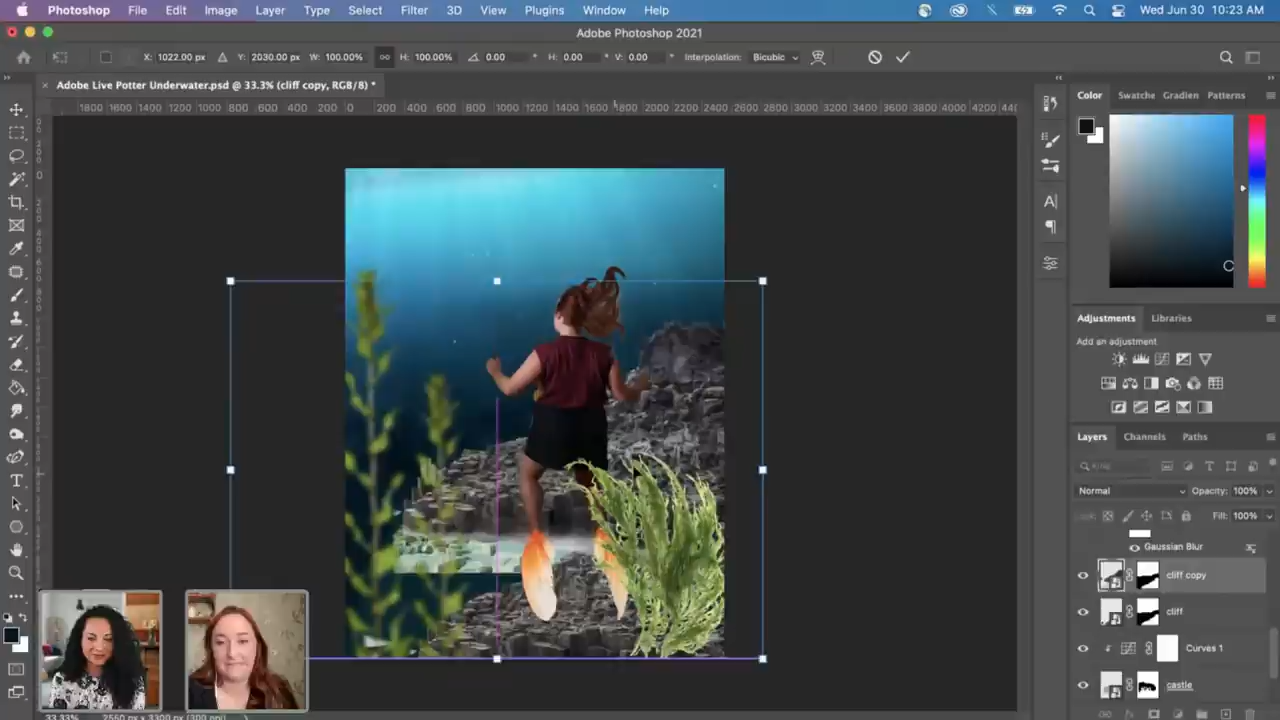 Photoshop File Edit Image Layer Type Select Filter 3D View Plugins Window Help Wed Jun 30 10:23 AM
Adobe Photoshop 2021
X: 1022.00 px Y: 2030.00 px W: 100.00% H: 100.00% 0.00 ° H: 0.00 ° V: 0.00 ° Interpolation: Bicubic
× Adobe Live Potter Underwater.psd @ 33.3% (cliff copy, RGB/8) *
1800 1600 1400 1200 1000 800 600 400 200 0 200 400 600 800 1000 1200 1400 1600 1800 2000 2200 2400 2600 2800 3000 3200 3400 3600 3800 4000 4200
Color Swatche Gradien Patterns
Adjustments Libraries
Add an adjustment
Layers Channels Paths
Kind
Normal Opacity: 100%
Fill: 100%
Gaussian Blur
cliff copy
cliff
Curves 1
castle
33.33% 2560 px x 3300 px (300 ppi)